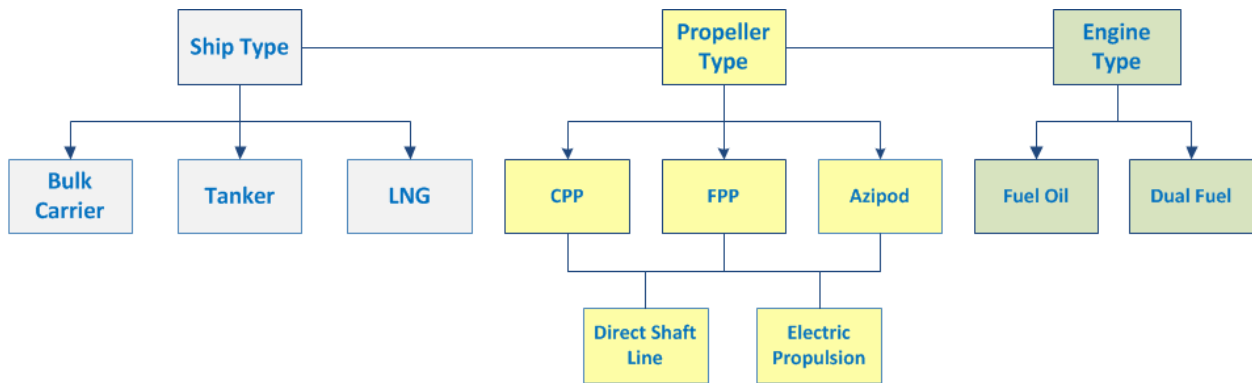 Ship Type
Propeller
Type
Engine
Type
Bulk
Carrier
Tanker
LNG
CPP
FPP
Azipod
Fuel Oil
Dual Fuel
Direct Shaft
Line
Electric
Propulsion